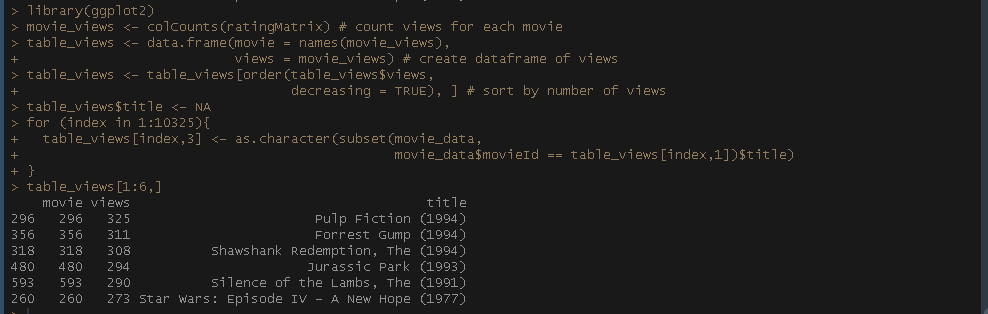 > library(ggplot2)
> movie_views <- colCounts(ratingMatrix) # count views for each movie
> table_views <- data.frame(movie = names(movie_views),
+                           views = movie_views) # create dataframe of views
> table_views <- table_views[order(table_views$views,
+                                  decreasing = TRUE), ] # sort by number of views
> table_views$title <- NA
> for (index in 1:10325){
+   table_views[index,3] <- as.character(subset(movie_data,
+                                               movie_data$movieId == table_views[index,1])$title)
+ }
> table_views[1:6,]
    movie views                                     title
296   296   325                       Pulp Fiction (1994)
356   356   311                       Forrest Gump (1994)
318   318   308          Shawshank Redemption, The (1994)
480   480   294                      Jurassic Park (1993)
593   593   290          Silence of the Lambs, The (1991)
260   260   273 Star Wars: Episode IV - A New Hope (1977)
>